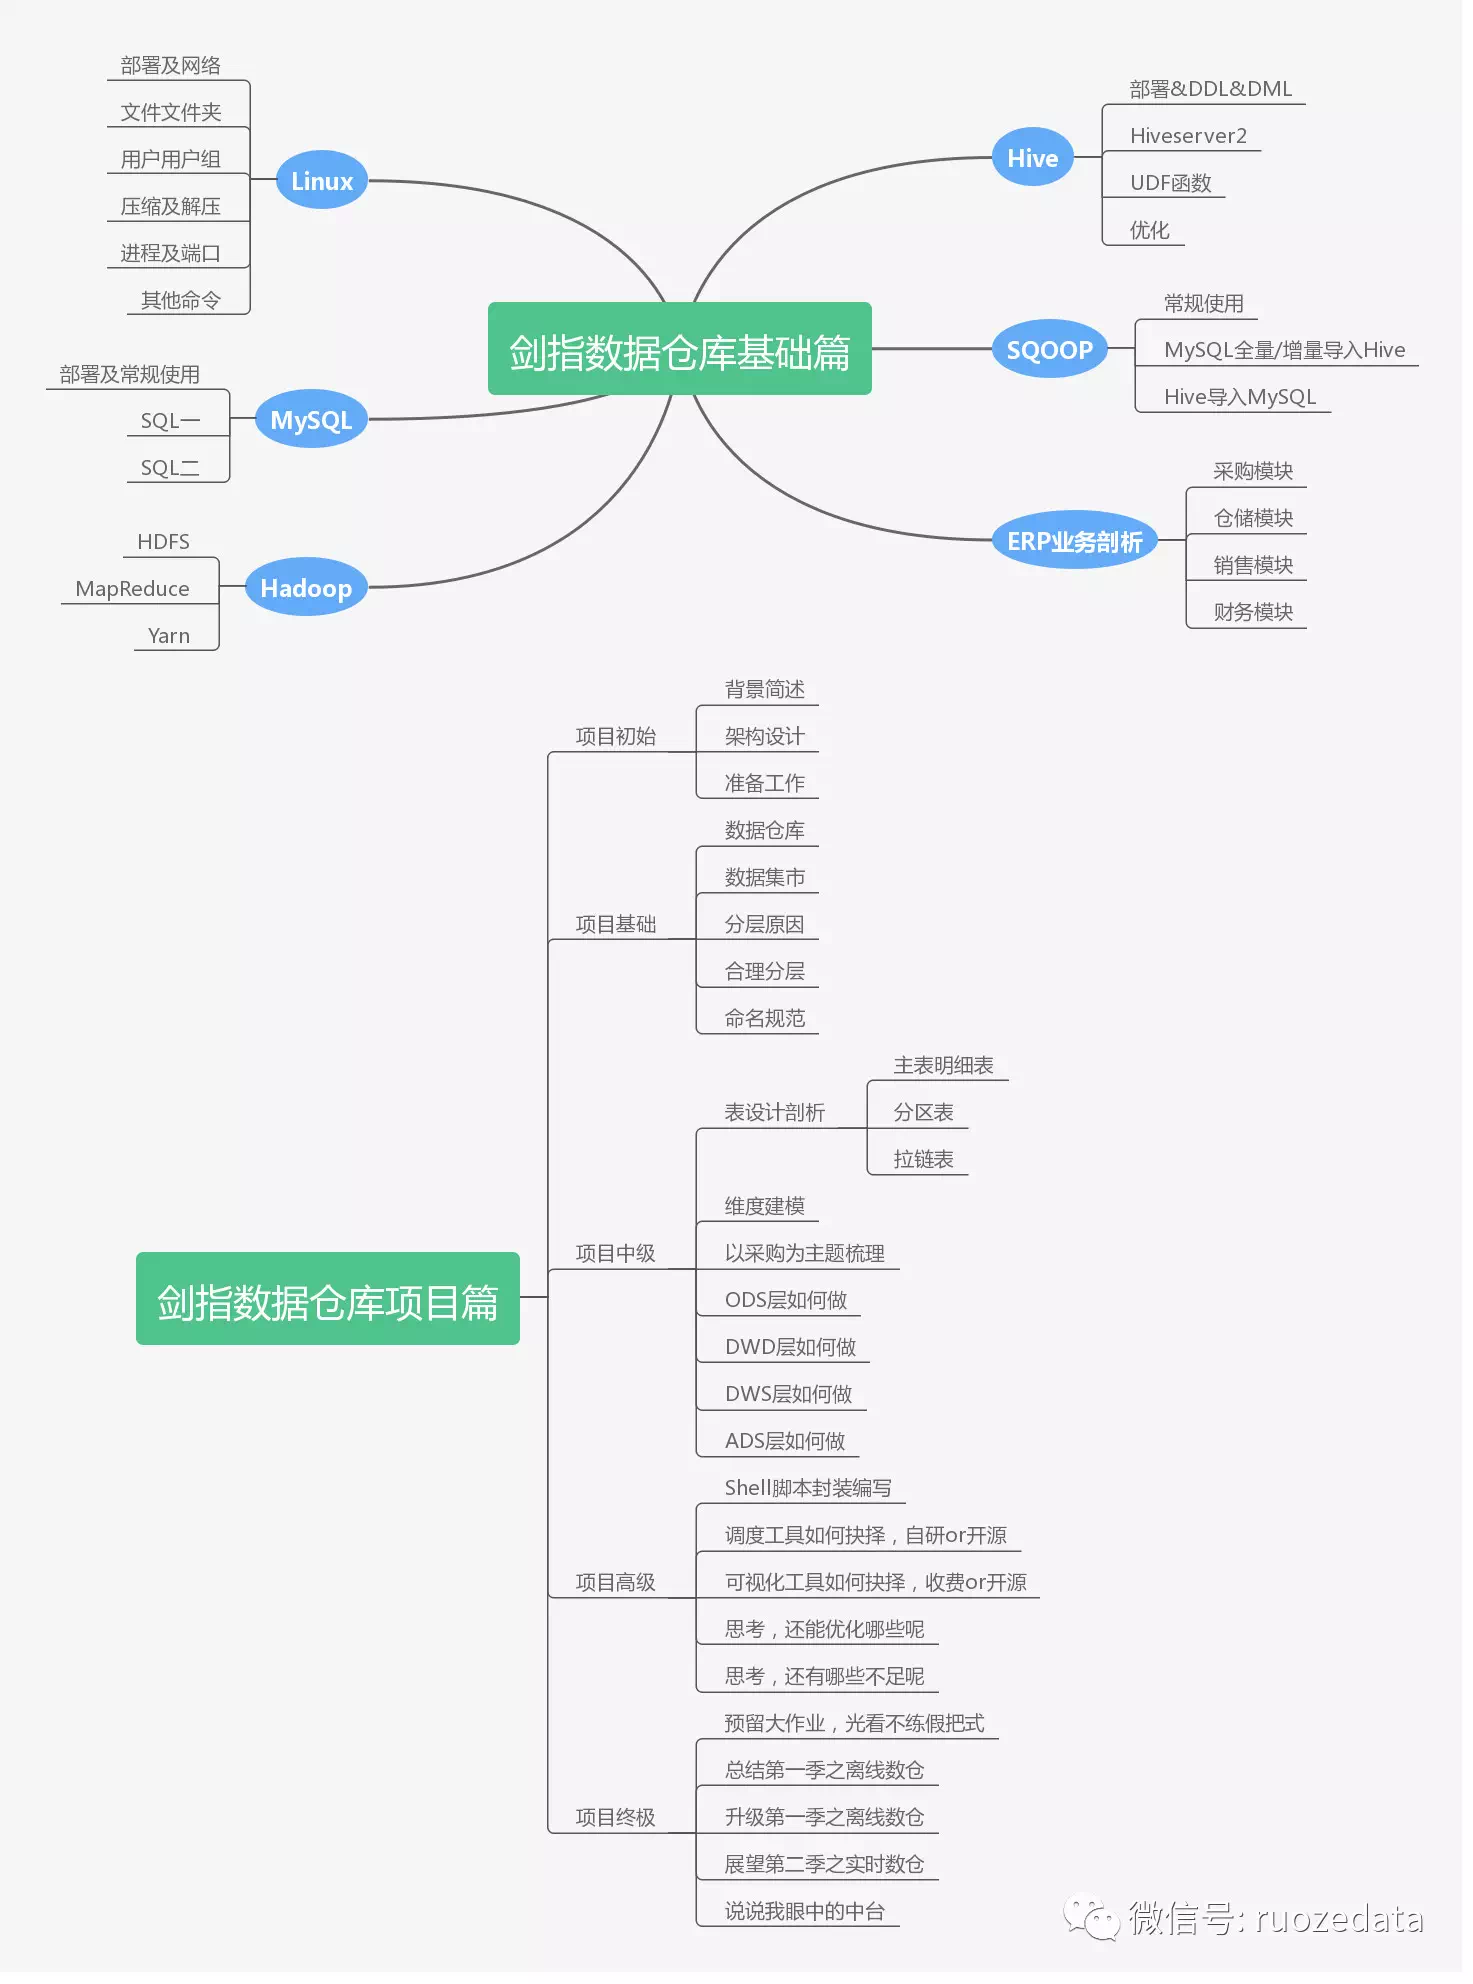 剑指数据仓库基础篇
Linux
部署及网络
文件文件夹
用户用户组
压缩及解压
进程及端口
其他命令
MySQL
部署及常规使用
SQL一
SQL二
Hadoop
HDFS
MapReduce
Yarn
Hive
部署&DDL&DML
Hiveserver2
UDF函数
优化
SQOOP
常规使用
MySQL全量/增量导入Hive
Hive导入MySQL
ERP业务剖析
采购模块
仓储模块
销售模块
财务模块
剑指数据仓库项目篇
项目初始
背景简述
架构设计
准备工作
项目基础
数据仓库
数据集市
分层原因
合理分层
命名规范
项目中级
表设计剖析
主表明细表
分区表
拉链表
维度建模
以采购为主题梳理
ODS层如何做
DWD层如何做
DWS层如何做
ADS层如何做
项目高级
Shell脚本封装编写
调度工具如何抉择，自研or开源
可视化工具如何抉择，收费or开源
思考，还能优化哪些呢
思考，还有哪些不足呢
项目终极
预留大作业，光看不练假把式
总结第一季之离线数仓
升级第一季之离线数仓
展望第二季之实时数仓
说说我眼中的中台
微信号: ruozedata